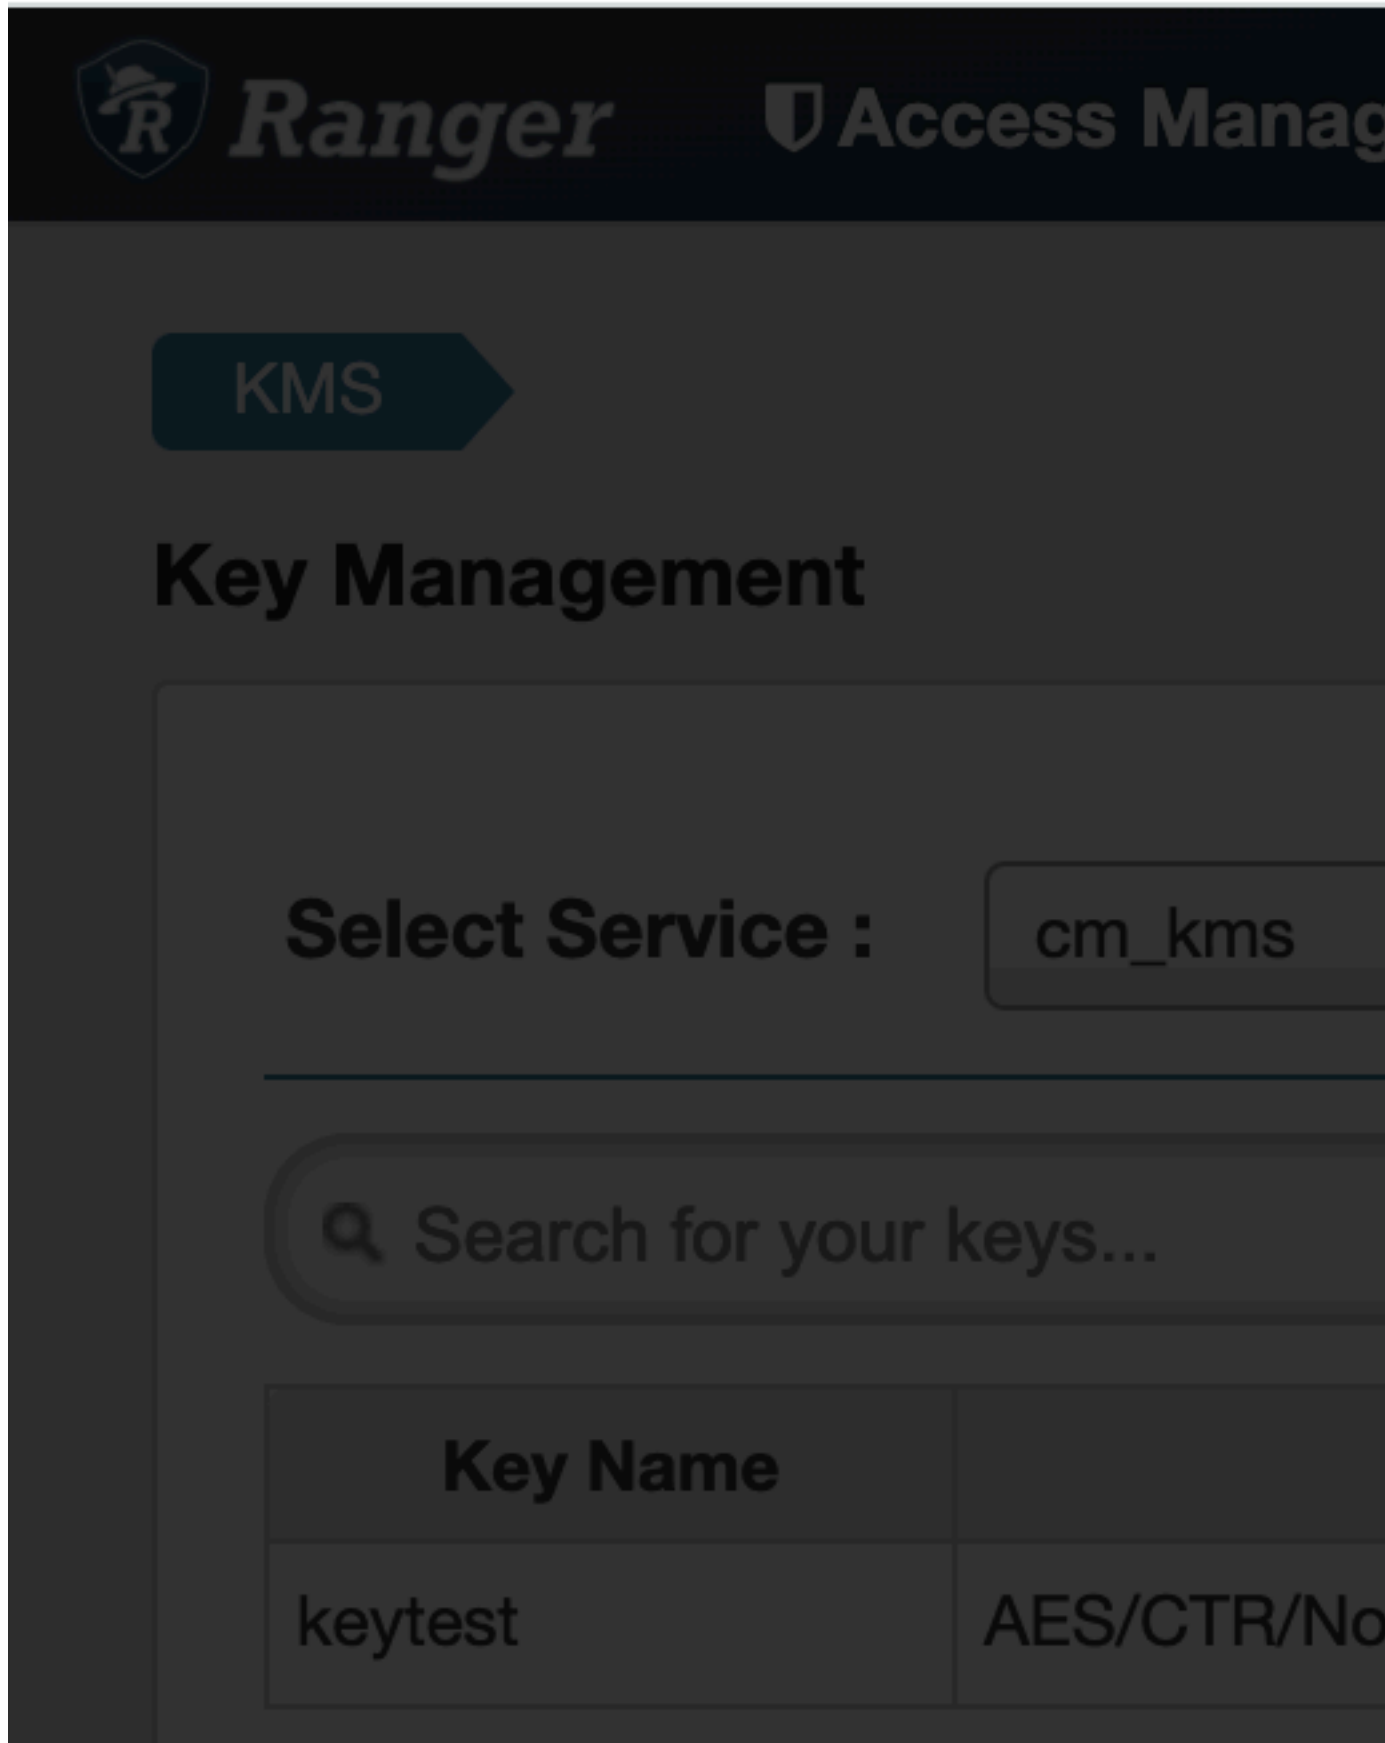 R Ranger Access Manag
KMS
Key Management
Select Service : cm_kms
Search for your keys...
Key Name
keytest AES/CTR/No